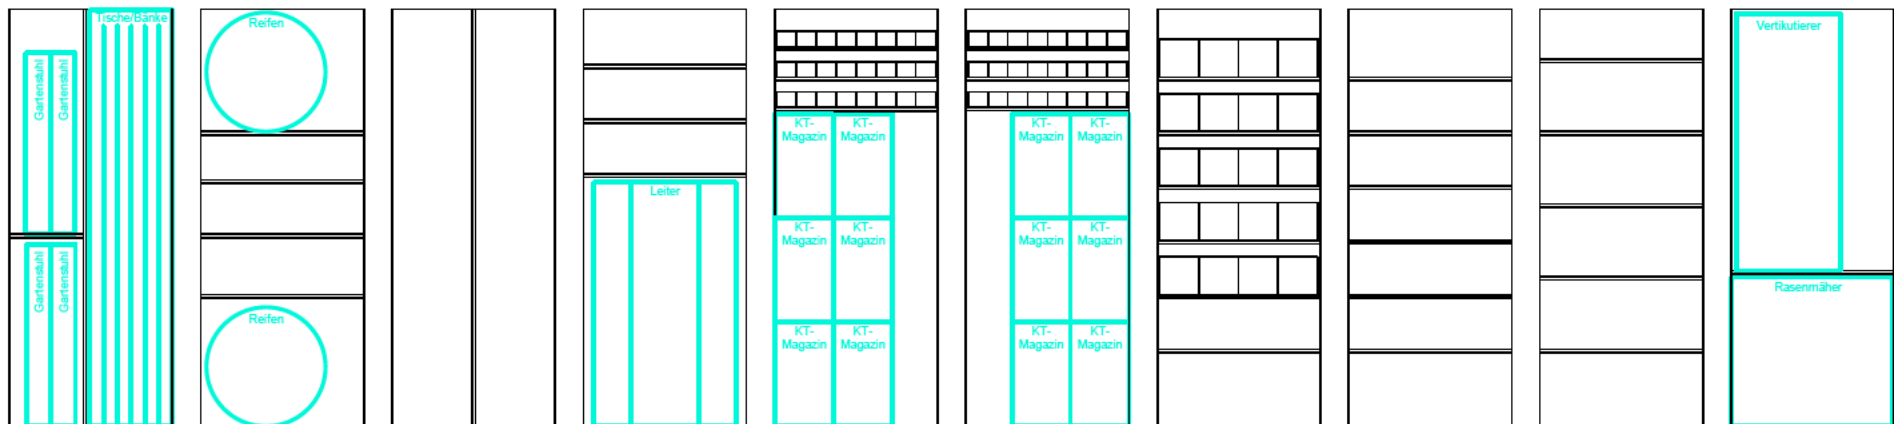 Tische/Bänke
Gartenstuhl
Gartenstuhl
Gartenstuhl
Gartenstuhl
Reifen
Reifen
Leiter
KT-
Magazin
KT-
Magazin
KT-
Magazin
KT-
Magazin
KT-
Magazin
KT-
Magazin
KT-
Magazin
KT-
Magazin
KT-
Magazin
KT-
Magazin
KT-
Magazin
KT-
Magazin
Vertikutierer
Rasenmäher